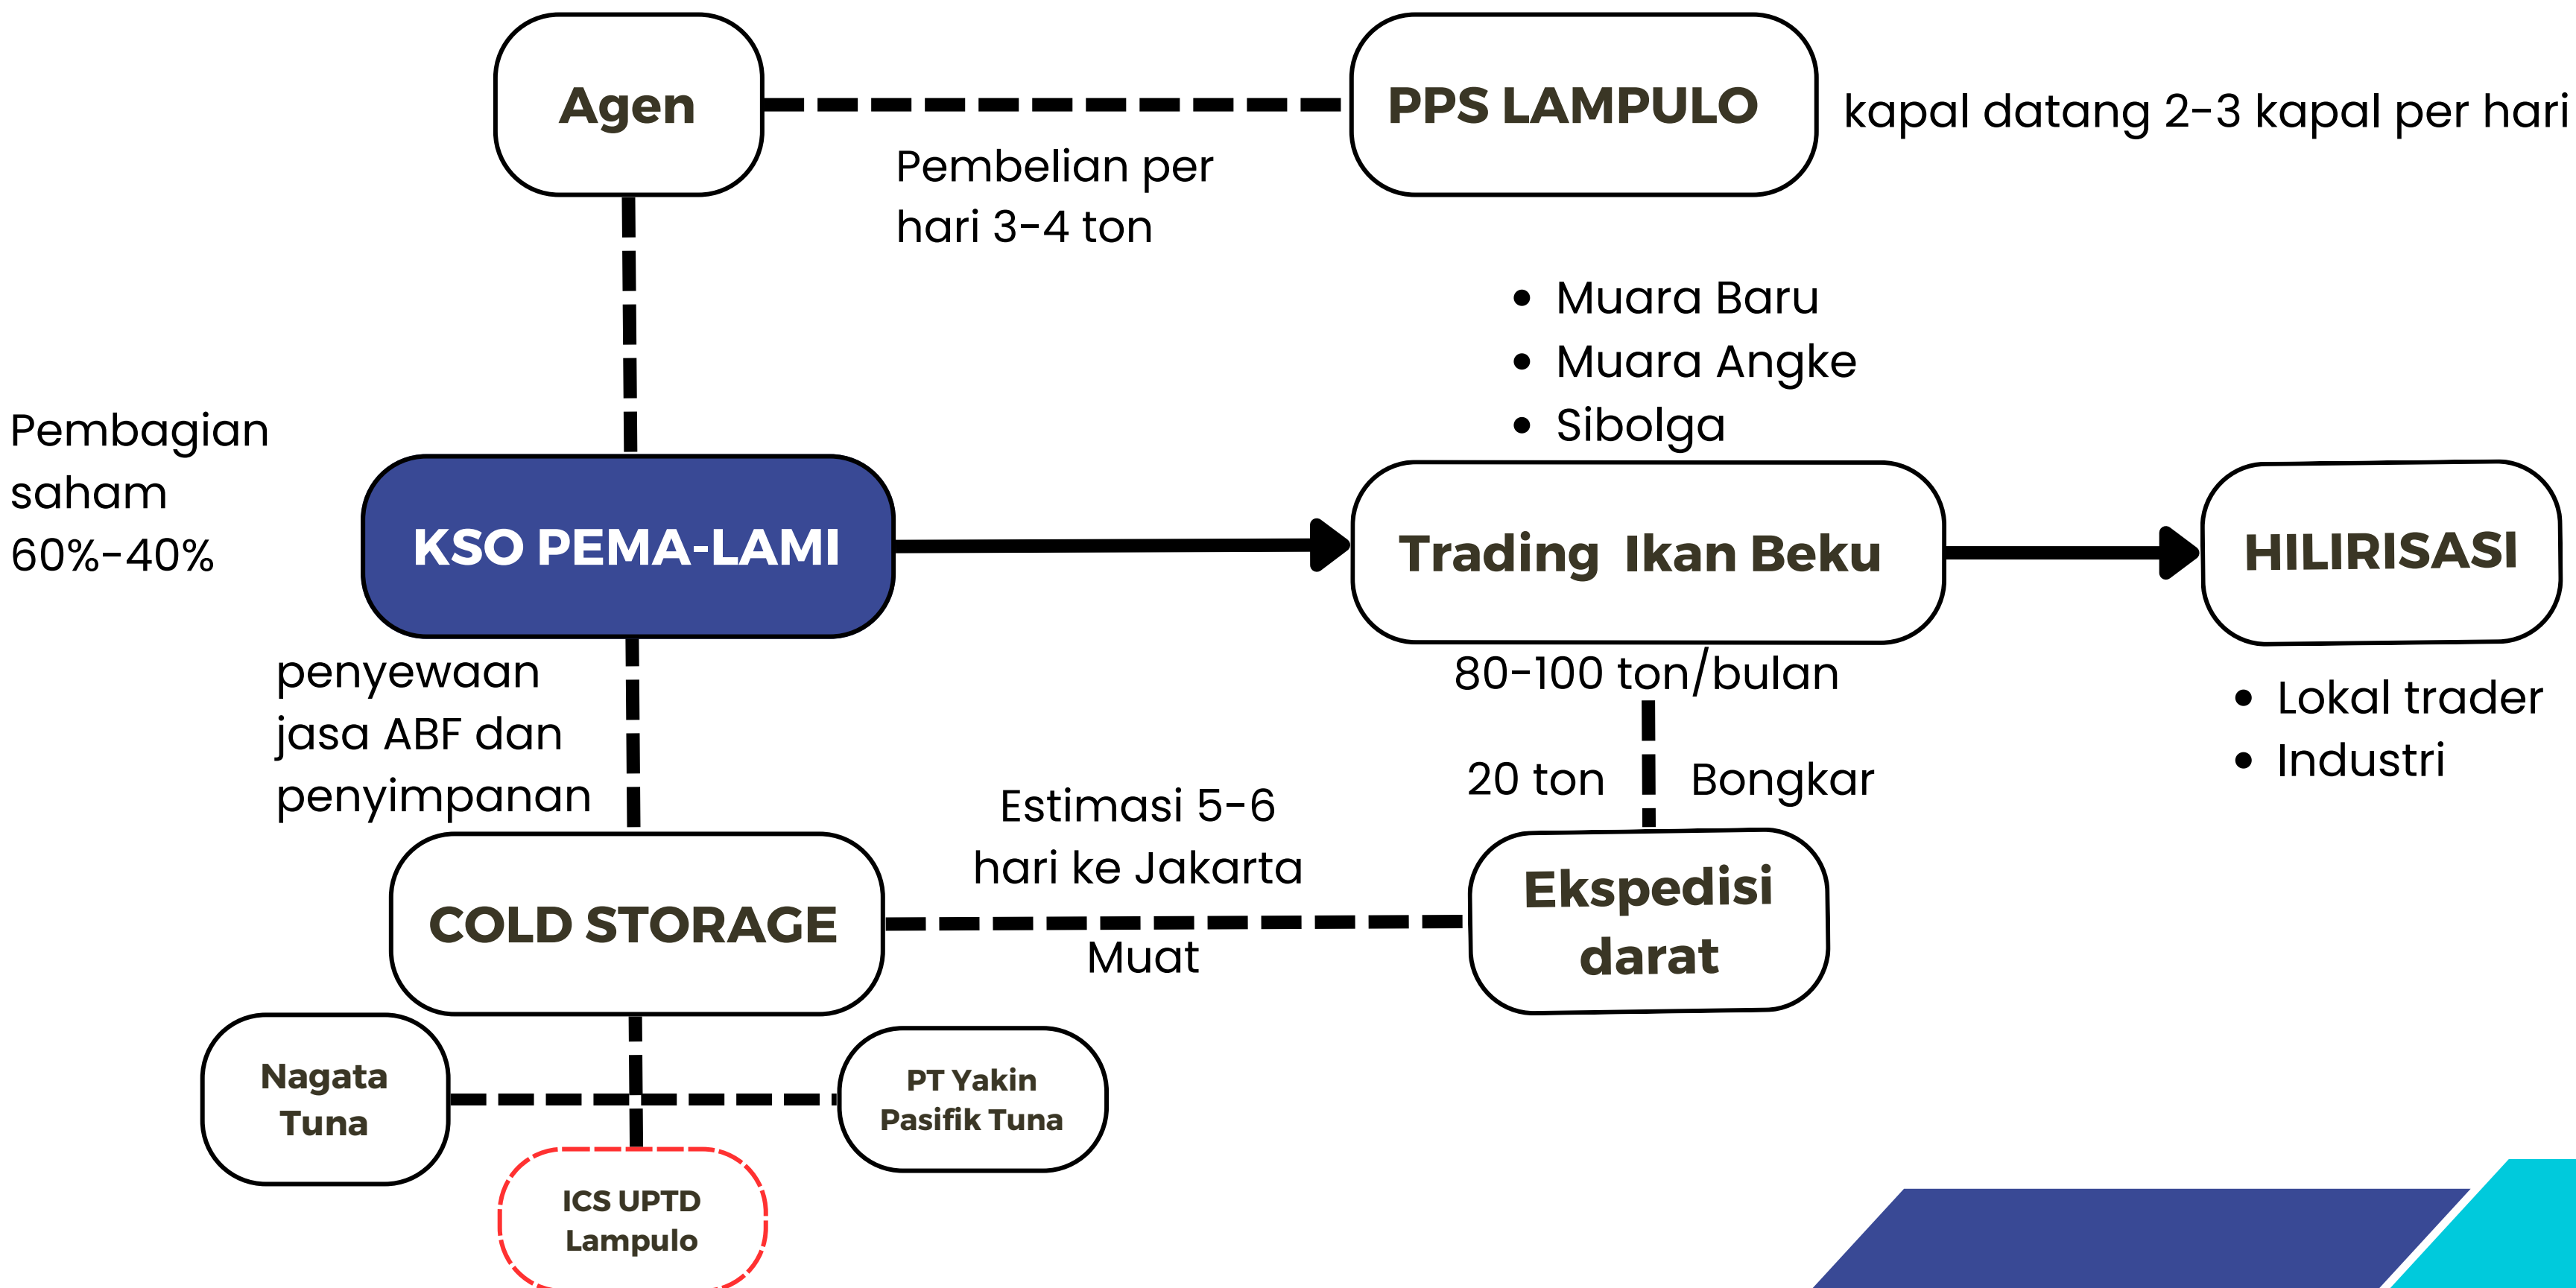 Agen
PPS LAMPULO
kapal datang 2-3 kapal per hari
Pembelian per
hari 3-4 ton
• Muara Baru
• Muara Angke
• Sibolga
Pembagian
saham
60%-40%
KSO PEMA-LAMI
Trading Ikan Beku
HILIRISASI
penyewaan
jasa ABF dan
penyimpanan
80-100 ton/bulan
• Lokal trader
• Industri
20 ton
Bongkar
Estimasi 5-6
hari ke Jakarta
Muat
COLD STORAGE
Ekspedisi
darat
Nagata
Tuna
PT Yakin
Pasifik Tuna
ICS UPTD
Lampulo